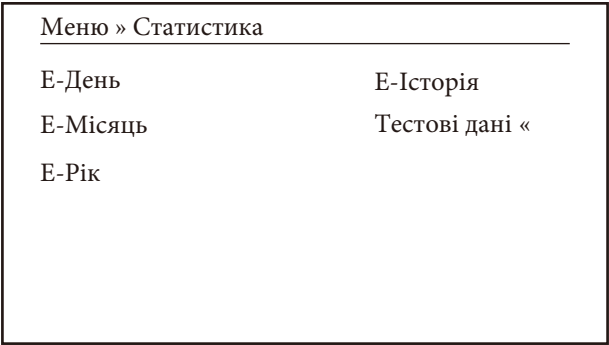 Меню » Статистика
Е-День
Е-Місяць
Е-Рік
Е-Історія
Тестові дані «